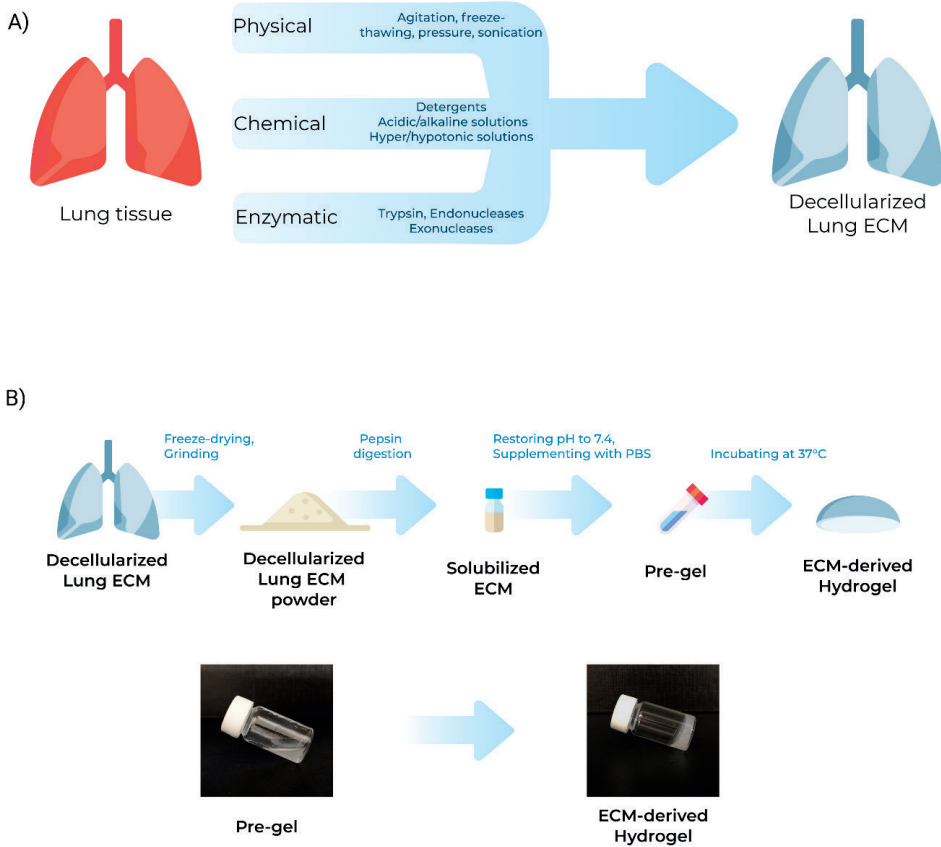 A)
Physical
Agitation, freeze-
thawing, pressure, sonication
Chemical
Detergents
Acidic/alkaline solutions
Hyper/hypotonic solutions
Enzymatic
Trypsin, Endonucleases
Exonucleases
Lung tissue
Decellularized
Lung ECM
B)
Freeze-drying,
Grinding
Pepsin
digestion
Restoring pH to 7.4,
Supplementing with PBS
Incubating at 37°C
Decellularized
Lung ECM
Decellularized
Lung ECM
powder
Solubilized
ECM
Pre-gel
ECM-derived
Hydrogel
Pre-gel
ECM-derived
Hydrogel